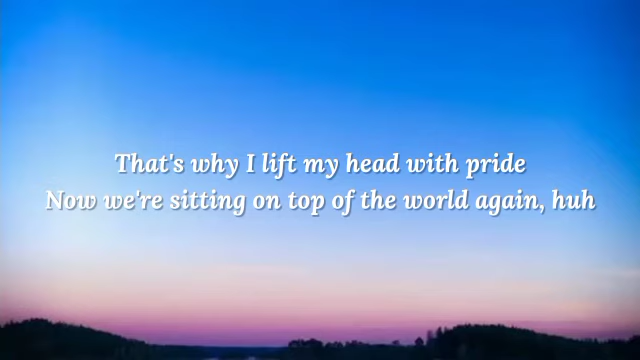 That's why I lift my head with pride
Now we're sitting on top of the world again, huh